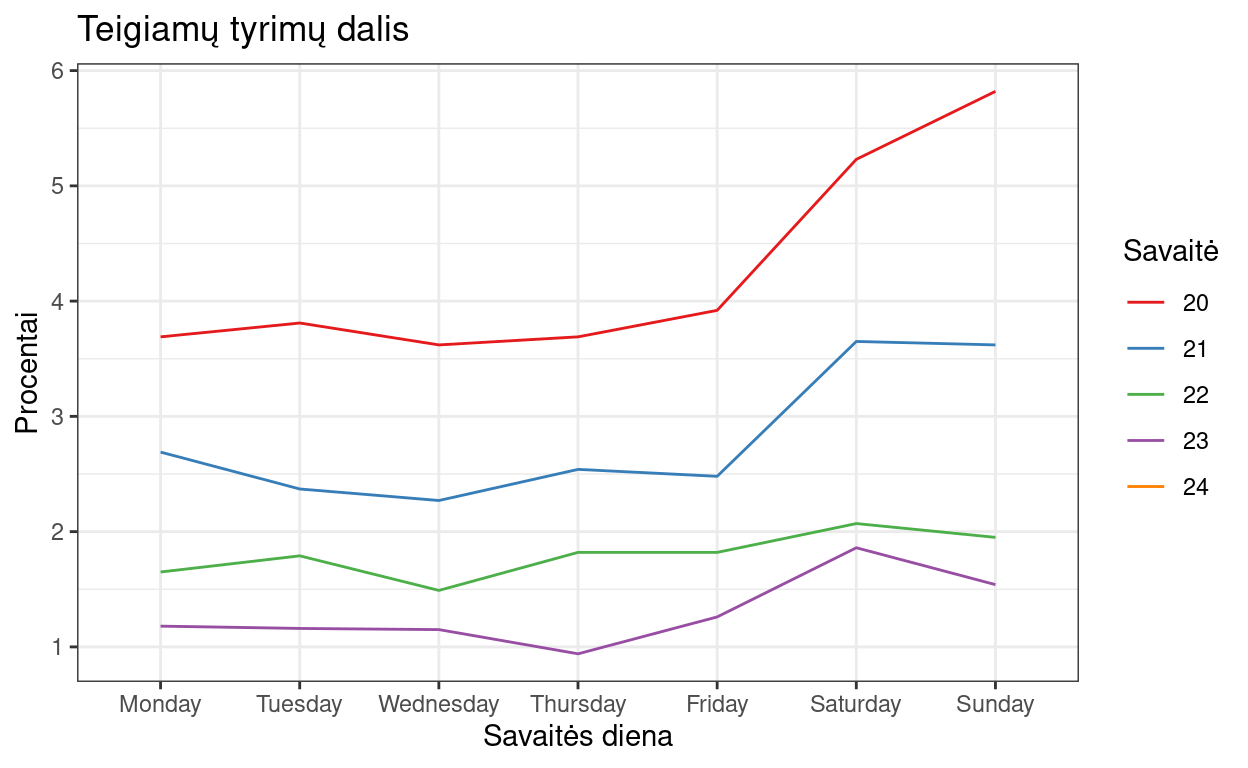 Teigiamų tyrimų dalis
Procentai
6
5
4
3
2
1
Monday Tuesday Wednesday Thursday Friday Saturday Sunday
Savaitės diena
Savaitė
20
21
22
23
24